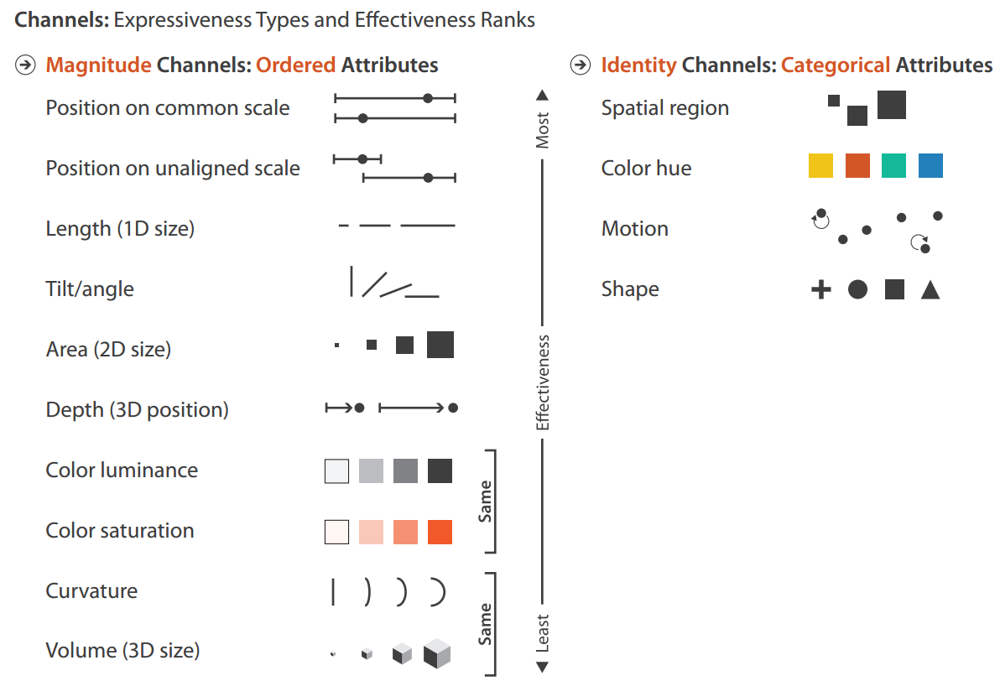 Channels: Expressiveness Types and Effectiveness Ranks
Magnitude Channels: Ordered Attributes
Position on common scale
Position on unaligned scale
Length (1D size)
Tilt/angle
Area (2D size)
Depth (3D position)
Color luminance
Color saturation
Curvature
Volume (3D size)
Same
Same
Most
Effectiveness
Least
Identity Channels: Categorical Attributes
Spatial region
Color hue
Motion
Shape